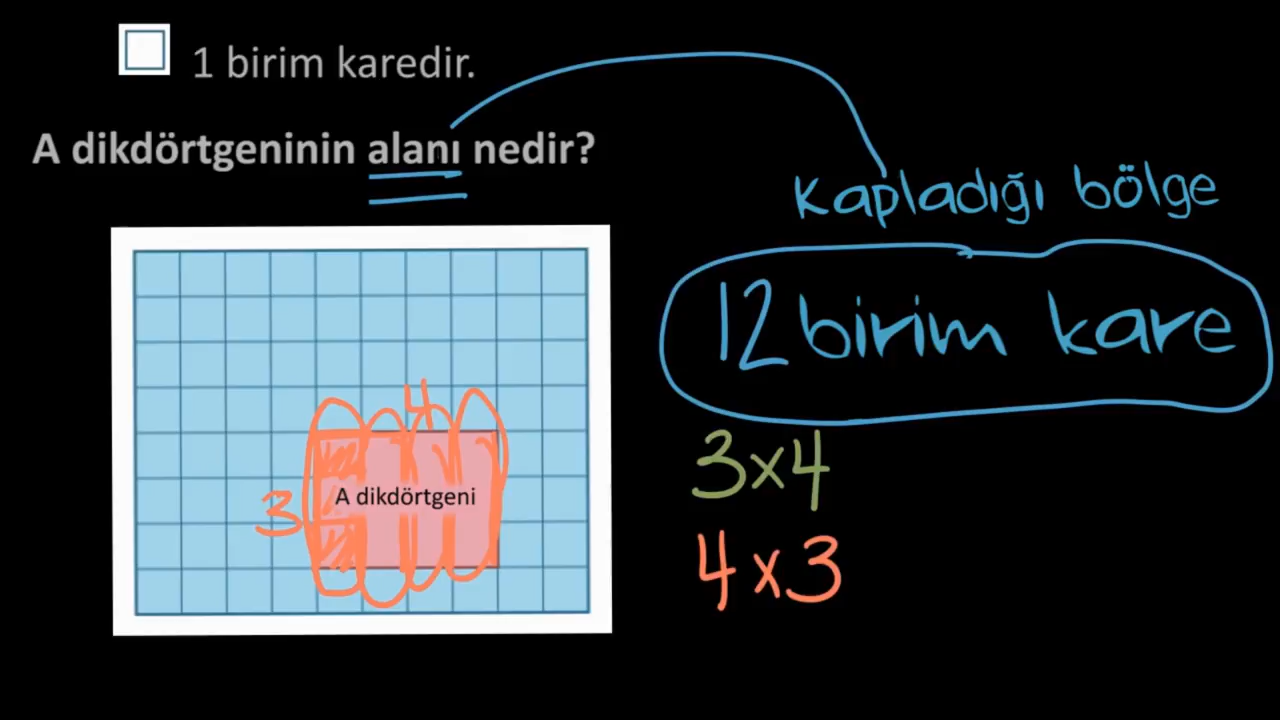 1 birim karedir.
A dikdörtgeninin alanı nedir?
kapladığı bölge
12 birim kare
4
3x4
3
A dikdörtgeni
4x3